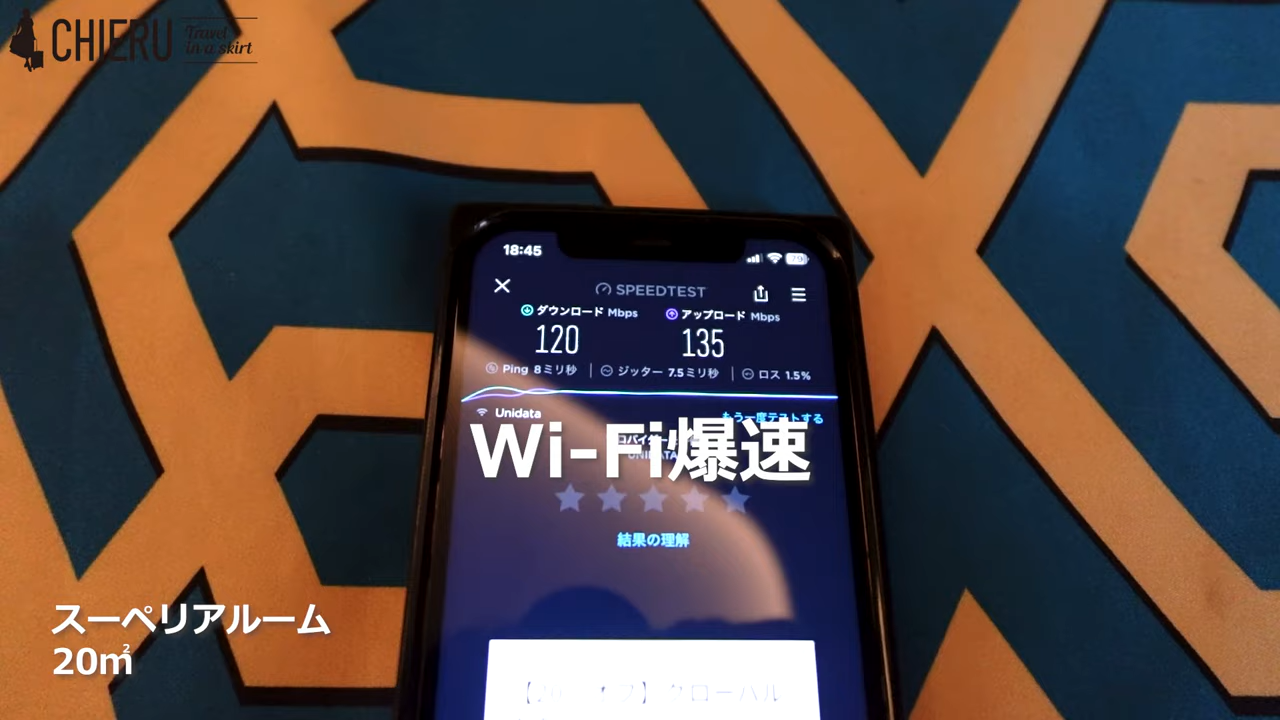 CHIERU
Travel
in a skirt
18:45
70
SPEEDTEST
ダウンロード Mbps
アップロード Mbps
120
135
Ping 8ミリ秒
ジッター 7.5ミリ秒
ロス 1.5%
Unidata
もう一度テストする
Wi-Fi爆速
結果の理解
スーペリアルーム
20㎡